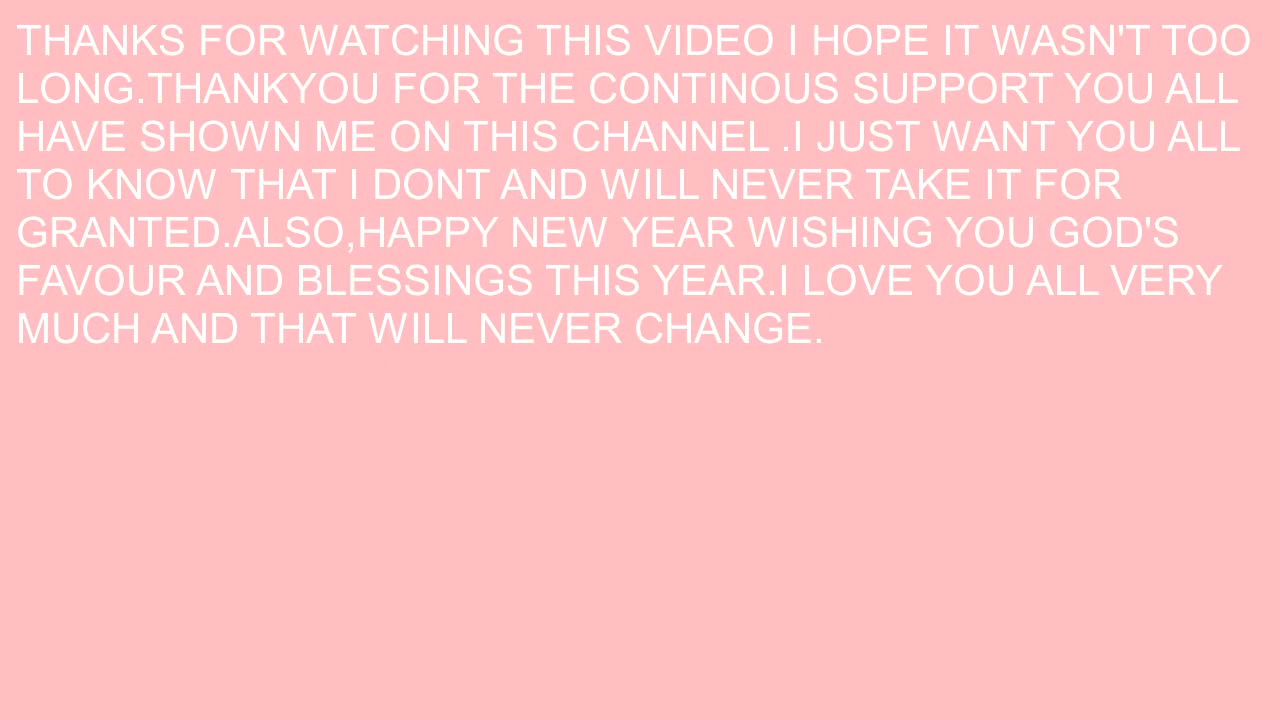 THANKS FOR WATCHING THIS VIDEO I HOPE IT WASN'T TOO
LONG.THANKYOU FOR THE CONTINOUS SUPPORT YOU ALL
HAVE SHOWN ME ON THIS CHANNEL .I JUST WANT YOU ALL
TO KNOW THAT I DONT AND WILL NEVER TAKE IT FOR
GRANTED.ALSO,HAPPY NEW YEAR WISHING YOU GOD'S
FAVOUR AND BLESSINGS THIS YEAR.I LOVE YOU ALL VERY
MUCH AND THAT WILL NEVER CHANGE.